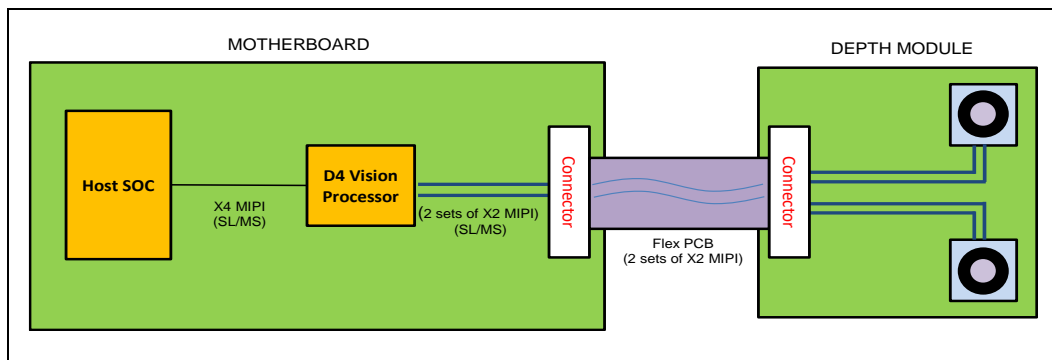 MOTHERBOARD
DEPTH MODULE
Host SOC
X4 MIPI
(SL/MS)
D4 Vision
Processor
(2 sets of X2 MIPI)
(SL/MS)
Connector
Flex PCB
(2 sets of X2 MIPI)
Connector